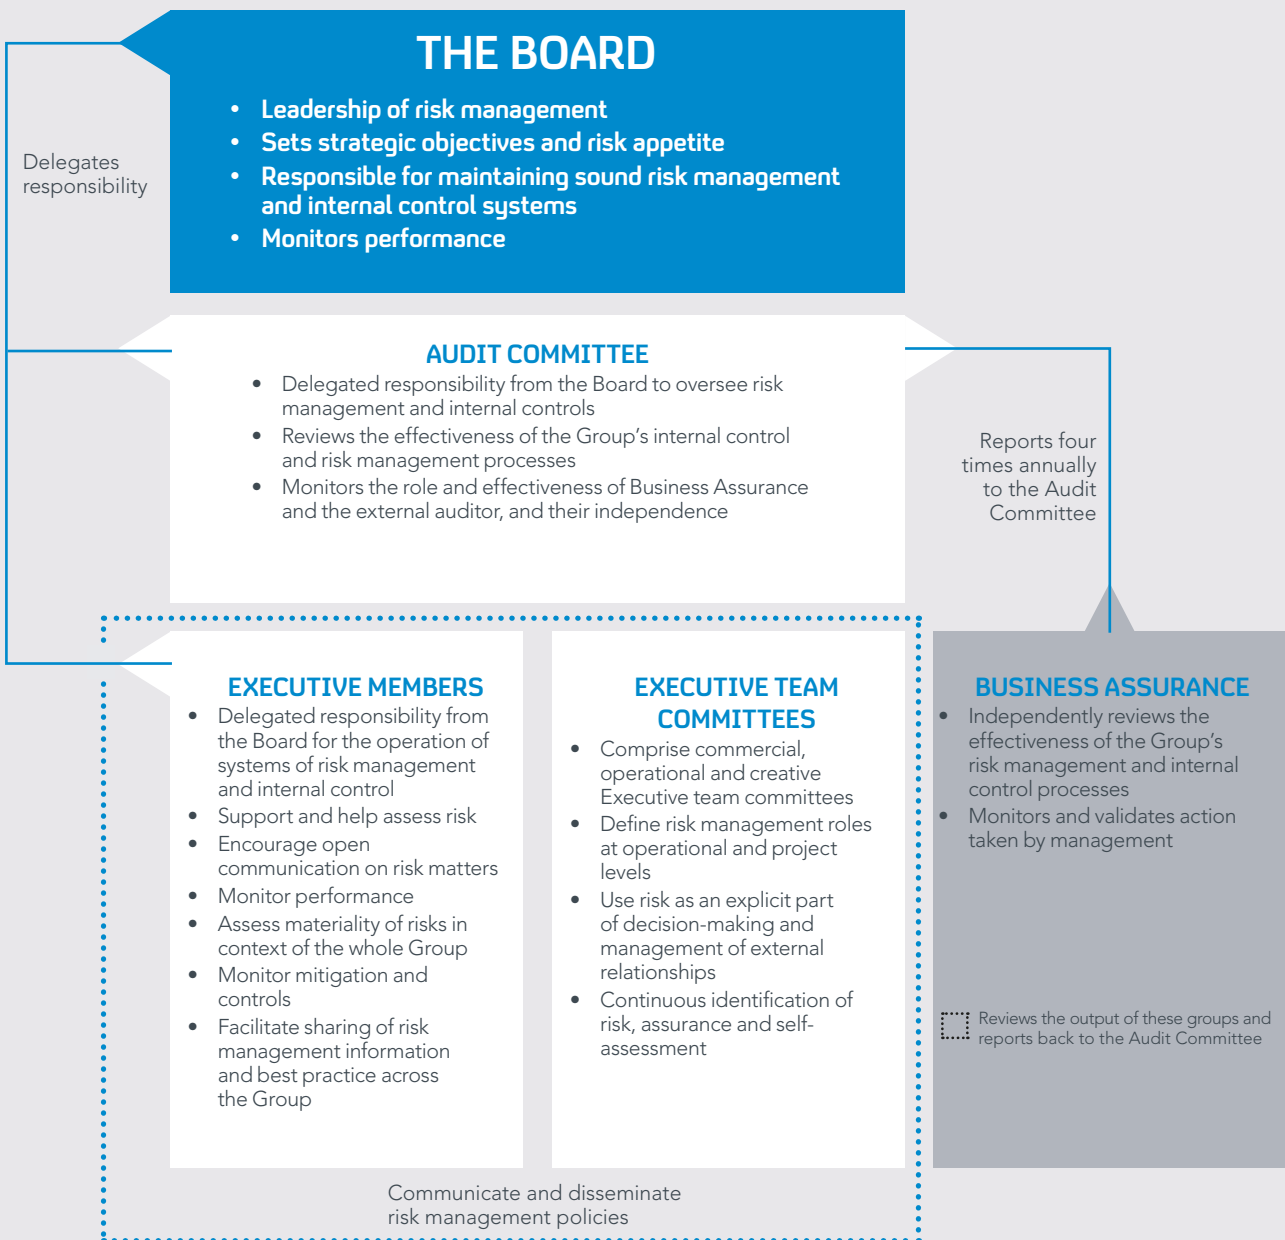 THE BOARD
• Leadership of risk management
• Sets strategic objectives and risk appetite
• Responsible for maintaining sound risk management
and internal control systems
• Monitors performance
Delegates
responsibility
AUDIT COMMITTEE
• Delegated responsibility from the Board to oversee risk
management and internal controls
• Reviews the effectiveness of the Group's internal control
and risk management processes
• Monitors the role and effectiveness of Business Assurance
and the external auditor, and their independence
Reports four
times annually
to the Audit
Committee
EXECUTIVE MEMBERS
• Delegated responsibility from
the Board for the operation of
systems of risk management
and internal control
• Support and help assess risk
• Encourage open
communication on risk matters
• Monitor performance
• Assess materiality of risks in
context of the whole Group
• Monitor mitigation and
controls
• Facilitate sharing of risk
management information
and best practice across
the Group
EXECUTIVE TEAM
COMMITTEES
• Comprise commercial,
operational and creative
Executive team committees
• Define risk management roles
at operational and project
levels
• Use risk as an explicit part
of decision-making and
management of external
relationships
• Continuous identification of
risk, assurance and self-
assessment
BUSINESS ASSURANCE
• Independently reviews the
effectiveness of the Group's
risk management and internal
control processes
• Monitors and validates action
taken by management
Reviews the output of these groups and
reports back to the Audit Committee
Communicate and disseminate
risk management policies